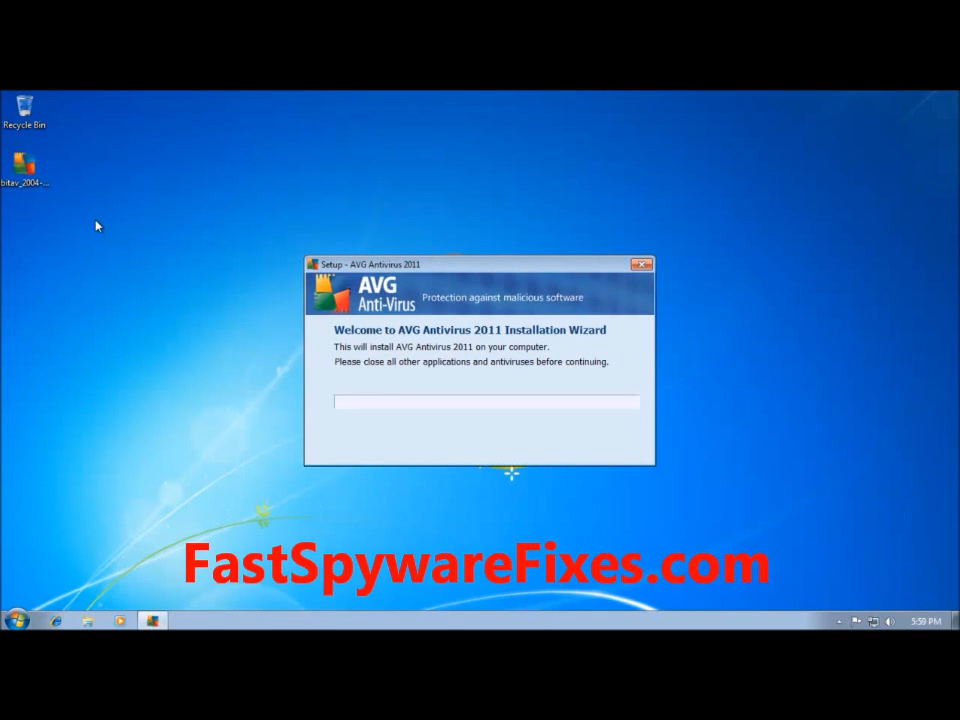 Recycle Bin
bitav_2004-...
Setup - AVG Antivirus 2011
AVG
Anti-Virus
Protection against malicious software
Welcome to AVG Antivirus 2011 Installation Wizard
This will install AVG Antivirus 2011 on your computer.
Please close all other applications and antiviruses before continuing.
FastSpywareFixes.com
5:59 PM